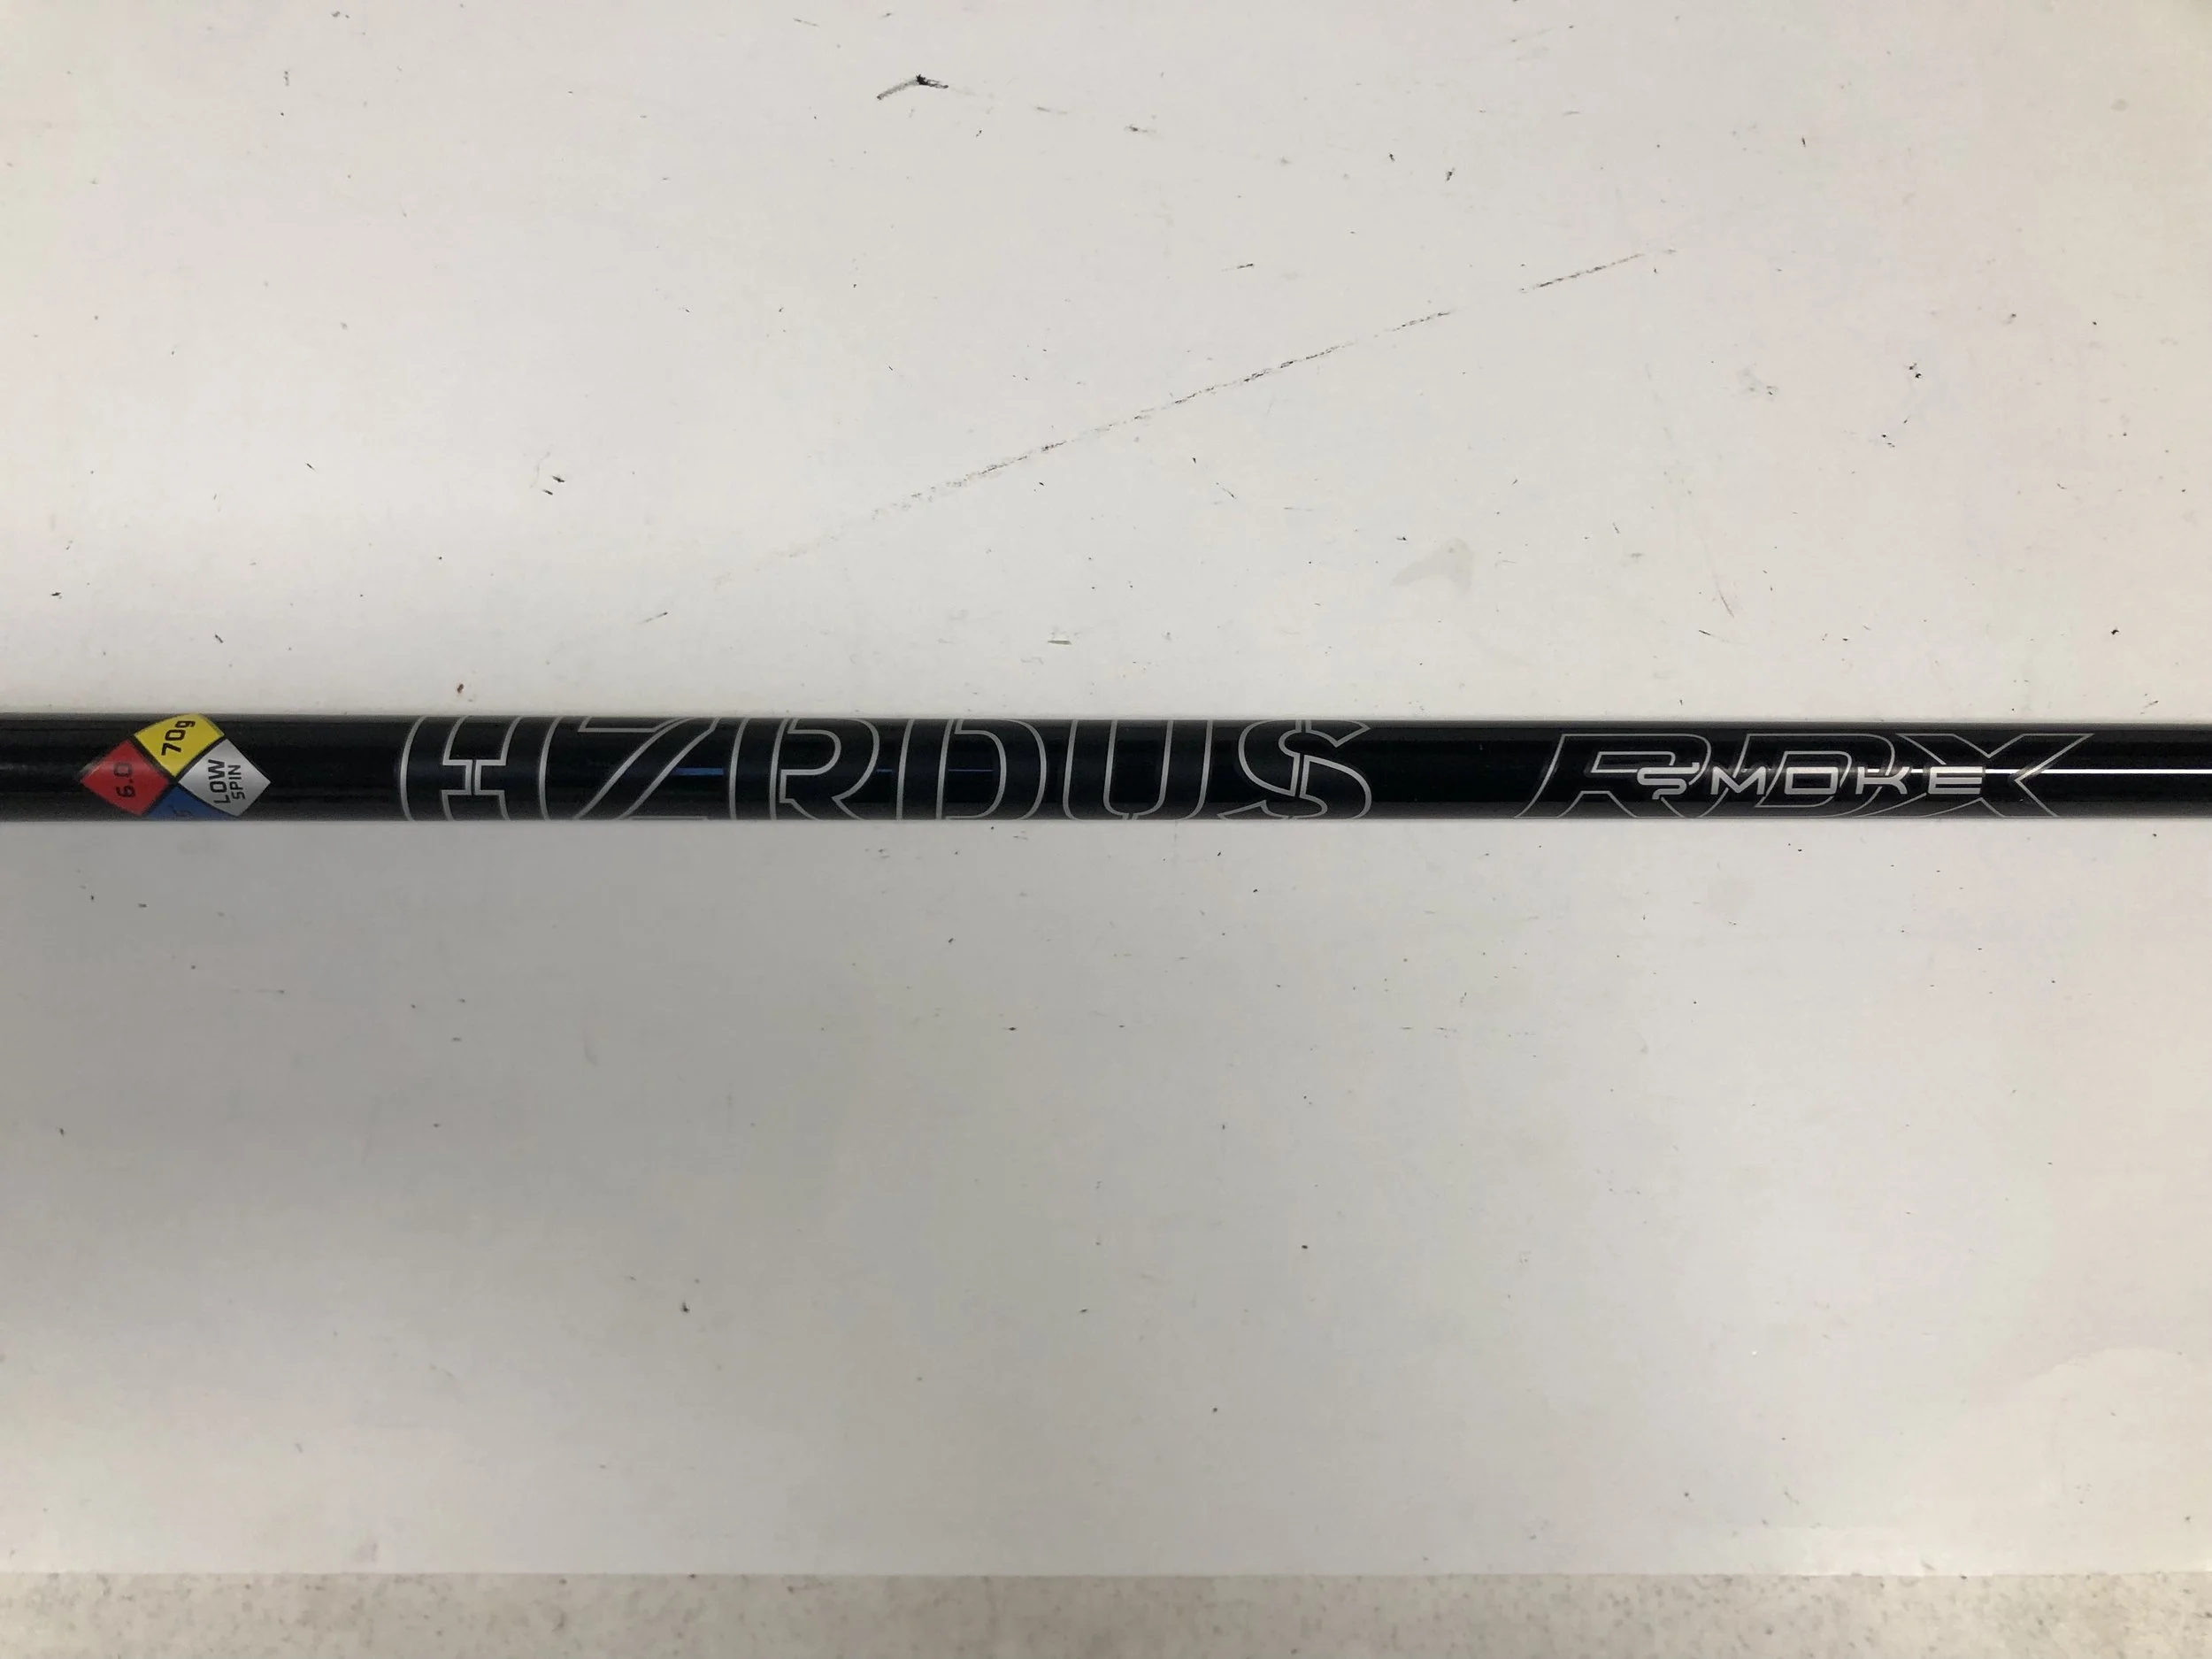 6.0
70g
LOW
SPIN
HZRDUS
RDX
SMOKE